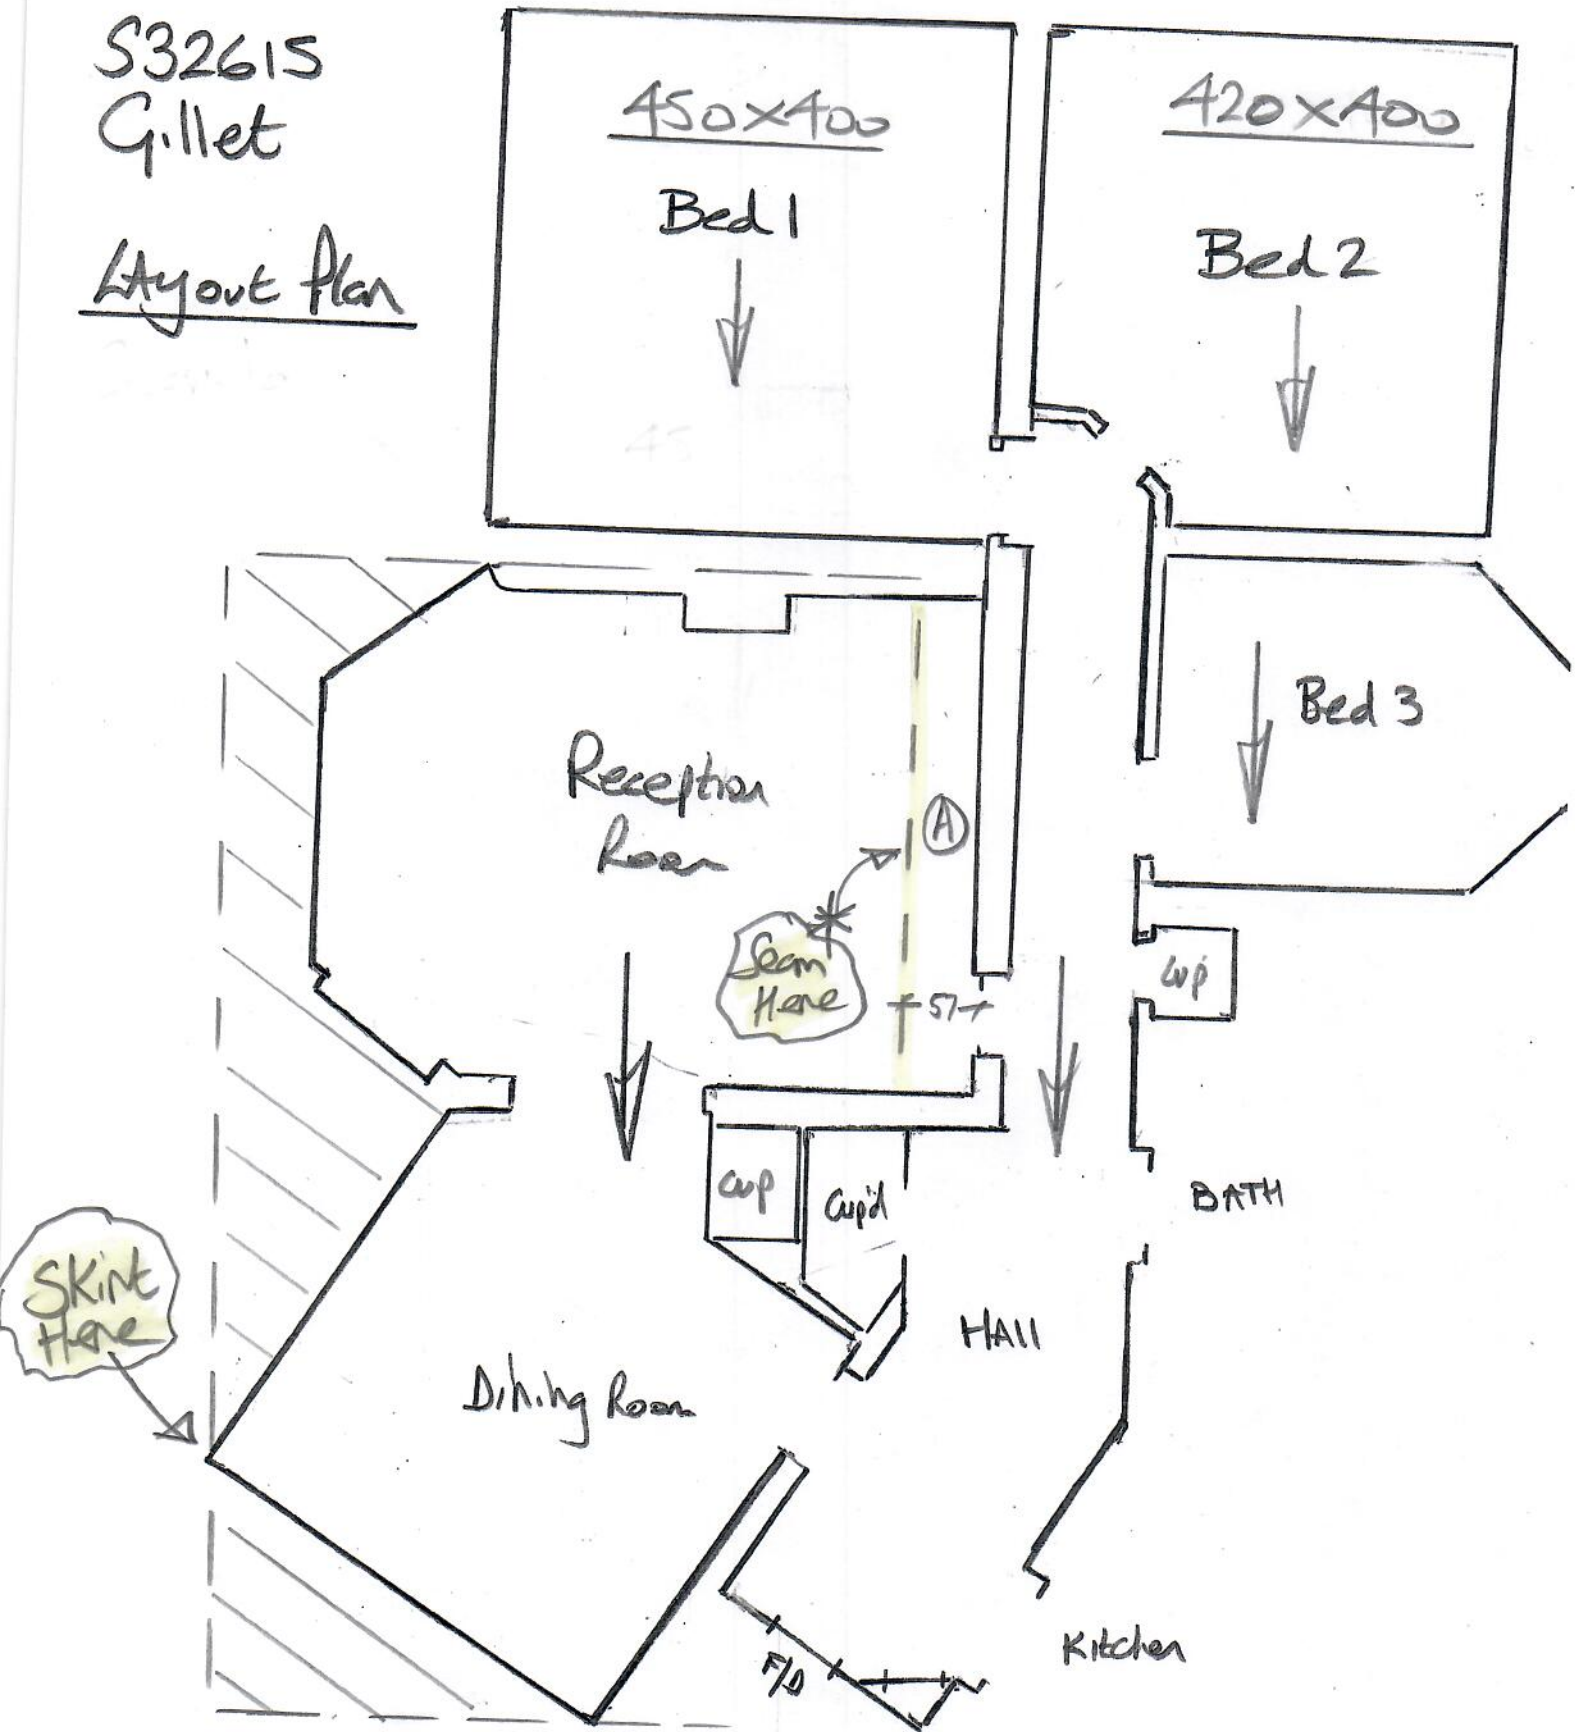 S32615
Gillet
LAyout Plan
450x400
Bed 1
420x400
Bed 2
Bed 3
Reception
Room
A
Seam
Here
57
Cup
Cup
Cup'd
BATH
SKint
Here
HAll
Dining Room
Kitchen
F/D